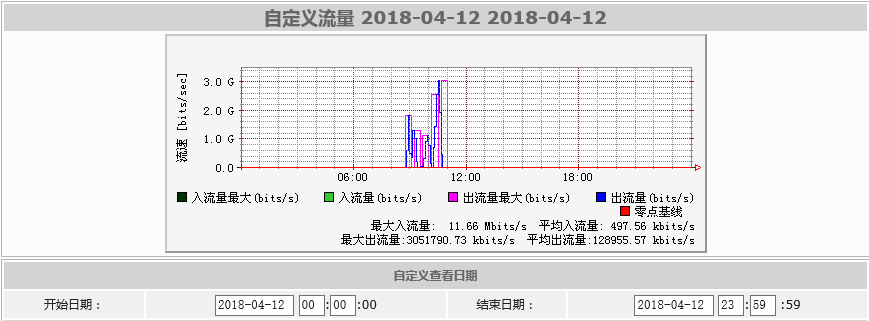 自定义流量 2018-04-12 2018-04-12
流速 [bits/sec]
3.0 G
2.0 G
1.0 G
0.0
06:00 12:00 18:00
入流量最大(bits/s) 入流量(bits/s) 出流量最大(bits/s) 出流量(bits/s)
零点基线
最大入流量: 11.66 Mbits/s 平均入流量: 497.56 kbits/s
最大出流量:3051790.73 kbits/s 平均出流量:128955.57 kbits/s
自定义查看日期
开始日期： 2018-04-12 00:00:00 结束日期： 2018-04-12 23:59:59